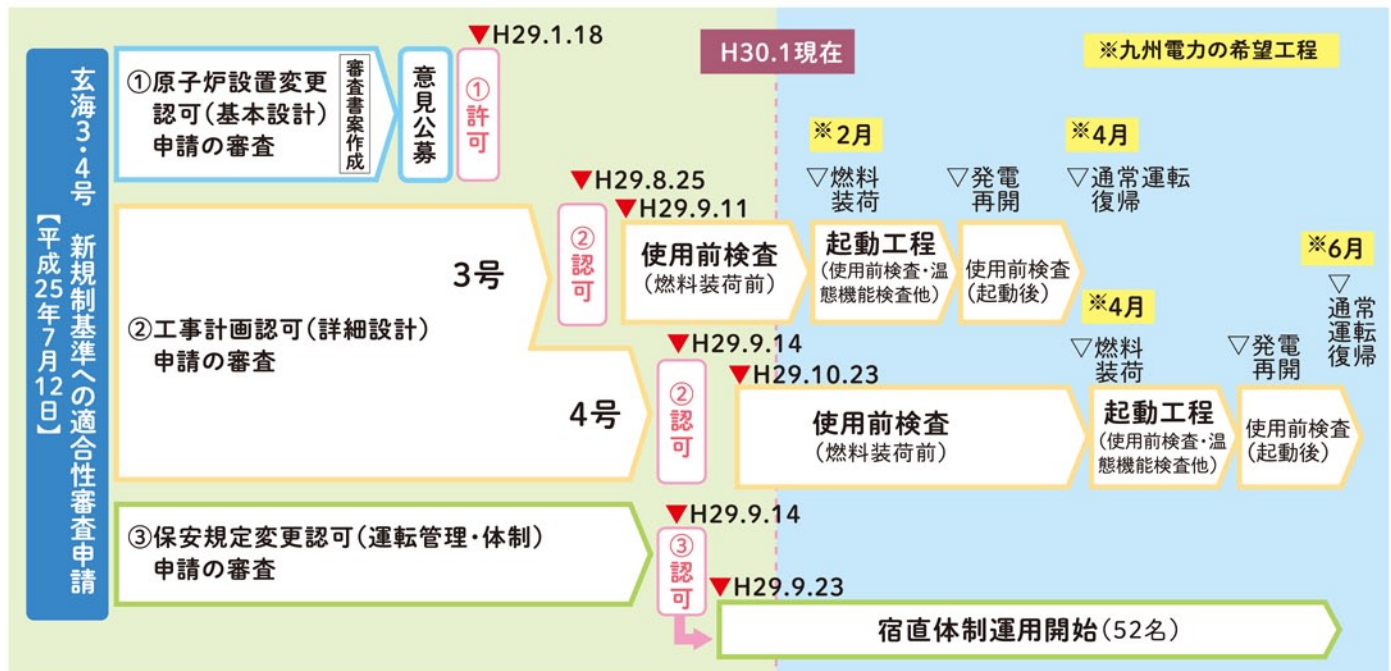 玄海3・4号 新規制基準への適合性審査申請
【平成25年7月12日】
①原子炉設置変更
認可(基本設計)
申請の審査
審査書案作成
意見公募
▼H29.1.18
①許可
H30.1現在
※九州電力の希望工程
②工事計画認可(詳細設計)
申請の審査
3号
▼H29.8.25
②認可
▼H29.9.11
使用前検査
(燃料装荷前)
※2月
▽燃料
装荷
起動工程
(使用前検査・温
態機能検査他)
▽発電
再開
使用前検査
(起動後)
※4月
▽通常運転
復帰
4号
▼H29.9.14
②認可
▼H29.10.23
使用前検査
(燃料装荷前)
※4月
▽燃料
装荷
起動工程
(使用前検査・温
態機能検査他)
▽発電
再開
使用前検査
(起動後)
※6月
▽
通常
運転
復帰
③保安規定変更認可(運転管理・体制)
申請の審査
▼H29.9.14
③認可
▼H29.9.23
宿直体制運用開始(52名)